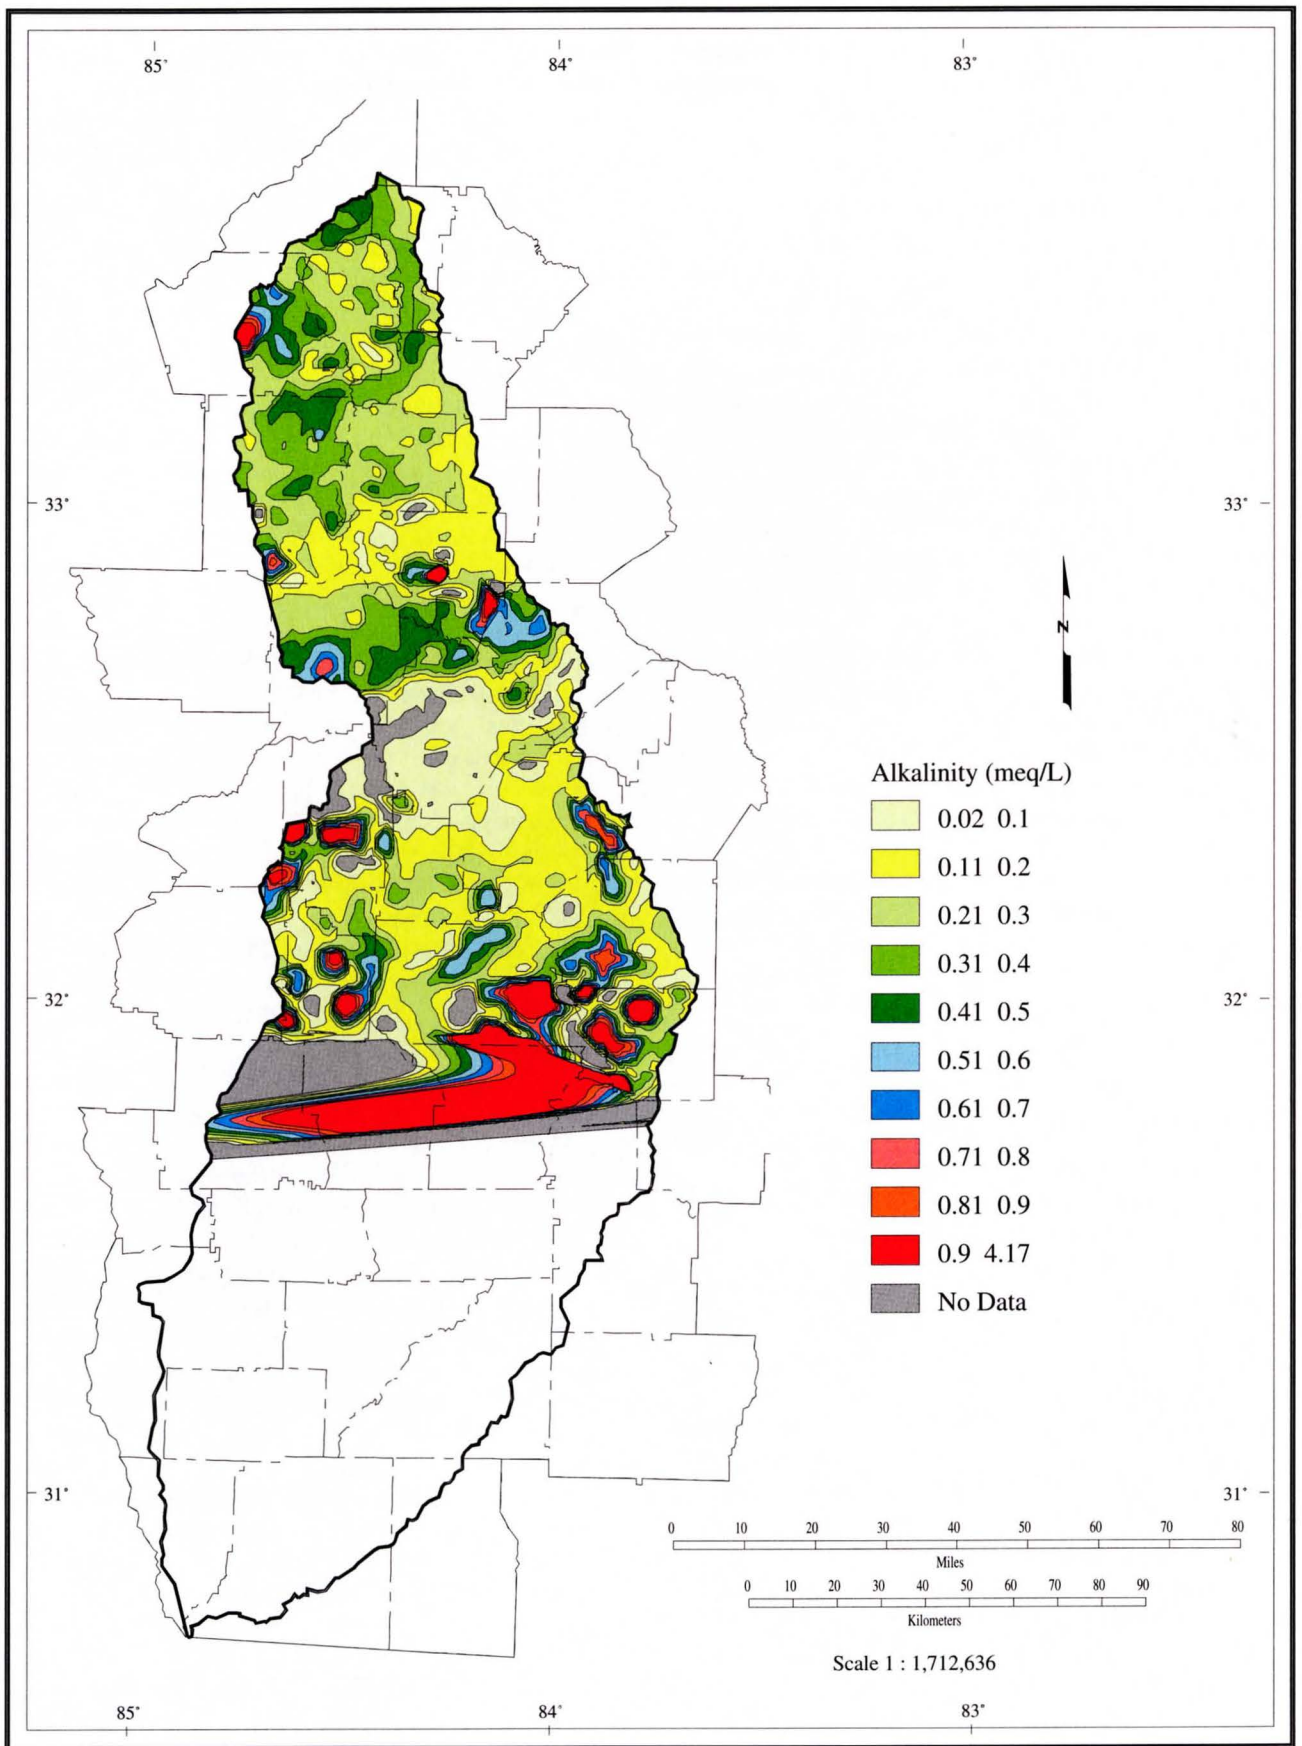 85° 84° 83°
33° 33°
N
Alkalinity (meq/L)
0.02 0.1
0.11 0.2
0.21 0.3
0.31 0.4
0.41 0.5
0.51 0.6
0.61 0.7
0.71 0.8
0.81 0.9
0.9 4.17
No Data
32° 32°
31° 31°
0 10 20 30 40 50 60 70 80
Miles
0 10 20 30 40 50 60 70 80 90
Kilometers
Scale 1 : 1,712,636
85° 84° 83°